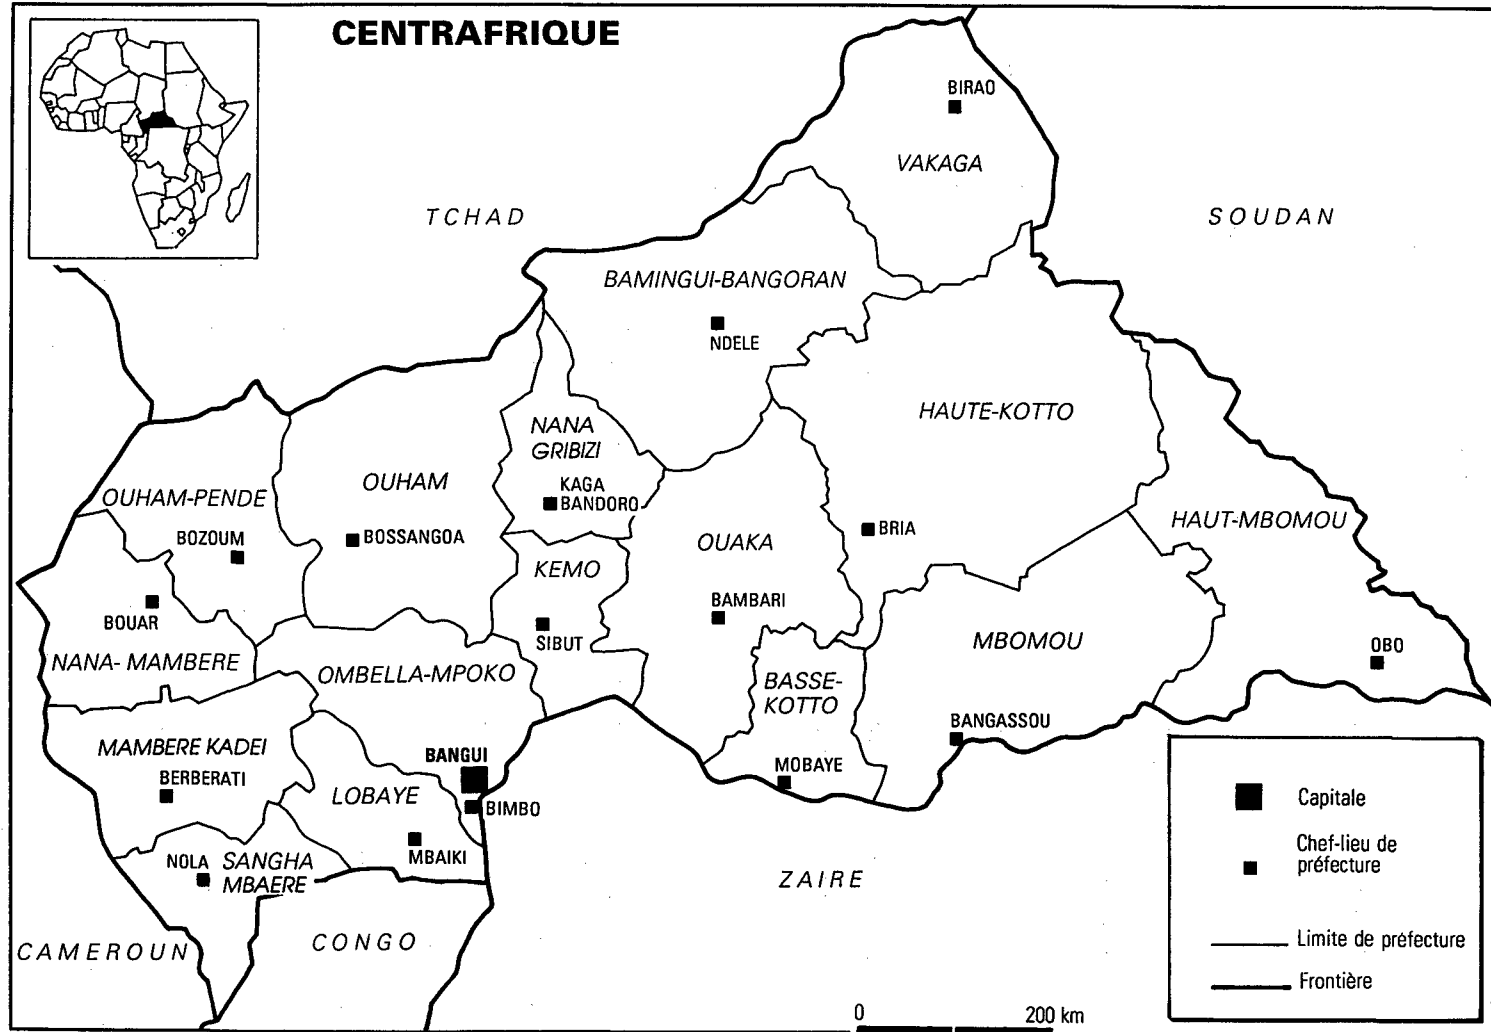 CENTRAFRIQUE
BIRAO
VAKAGA
TCHAD
SOUDAN
BAMINGUI-BANGORAN
NDELE
HAUTE-KOTTO
NANA
GRIBIZI
KAGA
BANDORO
OUHAM
OUHAM-PENDE
BOZOUM
BOSSANGOA
OUAKA
BRIA
HAUT-MBOMOU
KEMO
BOUAR
SIBUT
BAMBARI
MBOMOU
OBO
NANA-MAMBERE
OMBELLA-MPOKO
BASSE-
KOTTO
BANGASSOU
MAMBERE KADEI
BERBERATI
BANGUI
MOBAYE
LOBAYE
BIMBO
MBAIKI
NOLA
SANGHA
MBAERE
ZAIRE
CAMEROUN
CONGO
Capitale
Chef-lieu de
préfecture
Limite de préfecture
Frontière
0
200 km